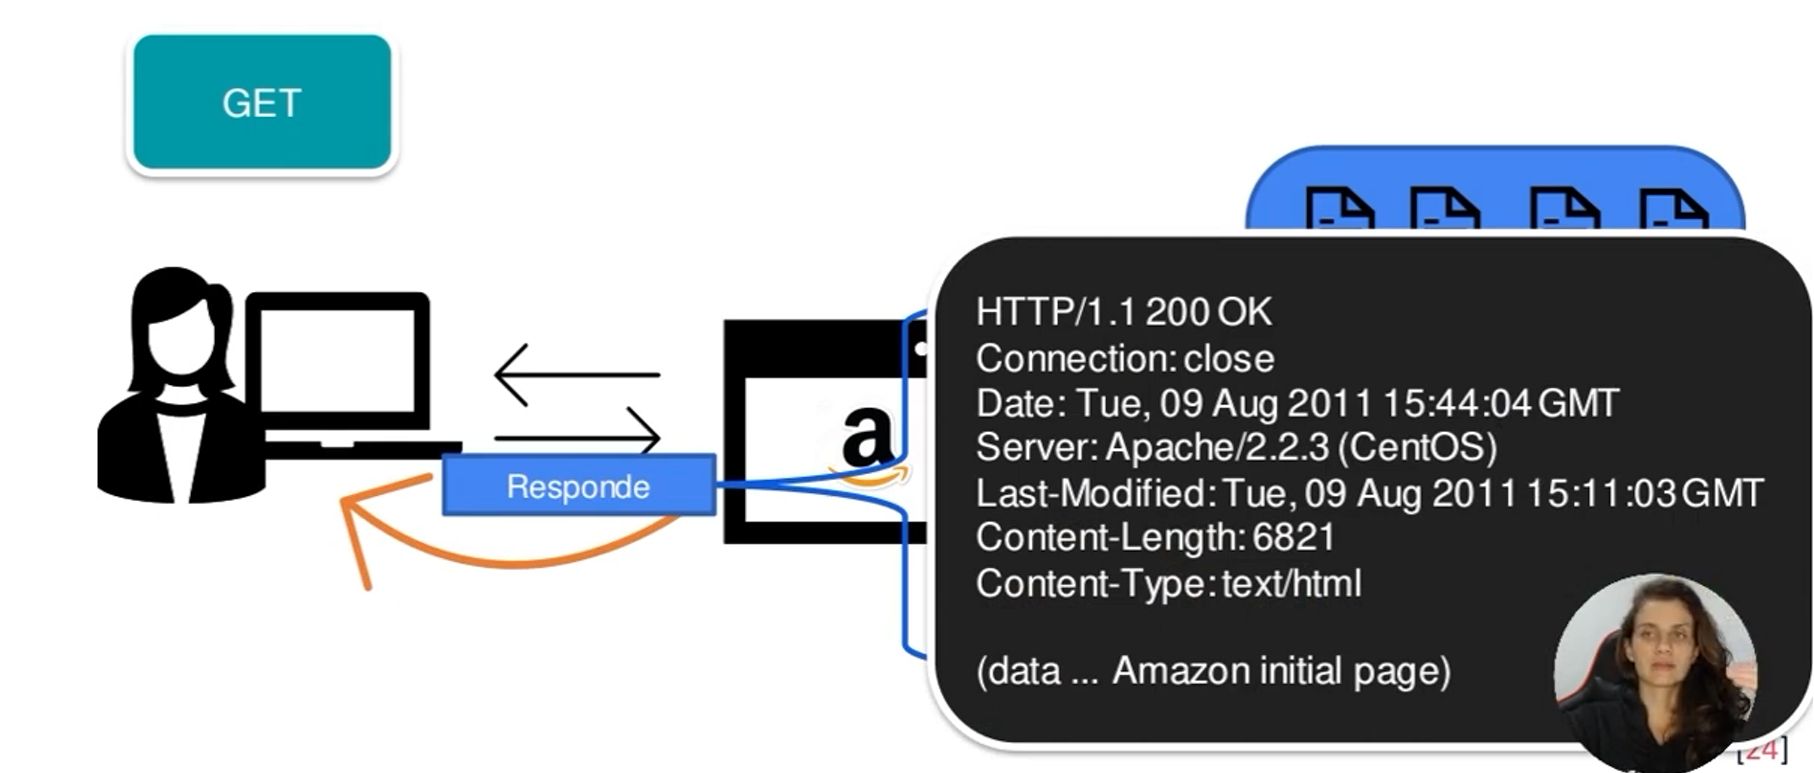 GET
HTTP/1.1 200 OK
Connection: close
Date: Tue, 09 Aug 2011 15:44:04 GMT
Server: Apache/2.2.3 (CentOS)
Last-Modified: Tue, 09 Aug 2011 15:11:03 GMT
Content-Length: 6821
Content-Type: text/html
(data ... Amazon initial page)
a
Responde
[24]